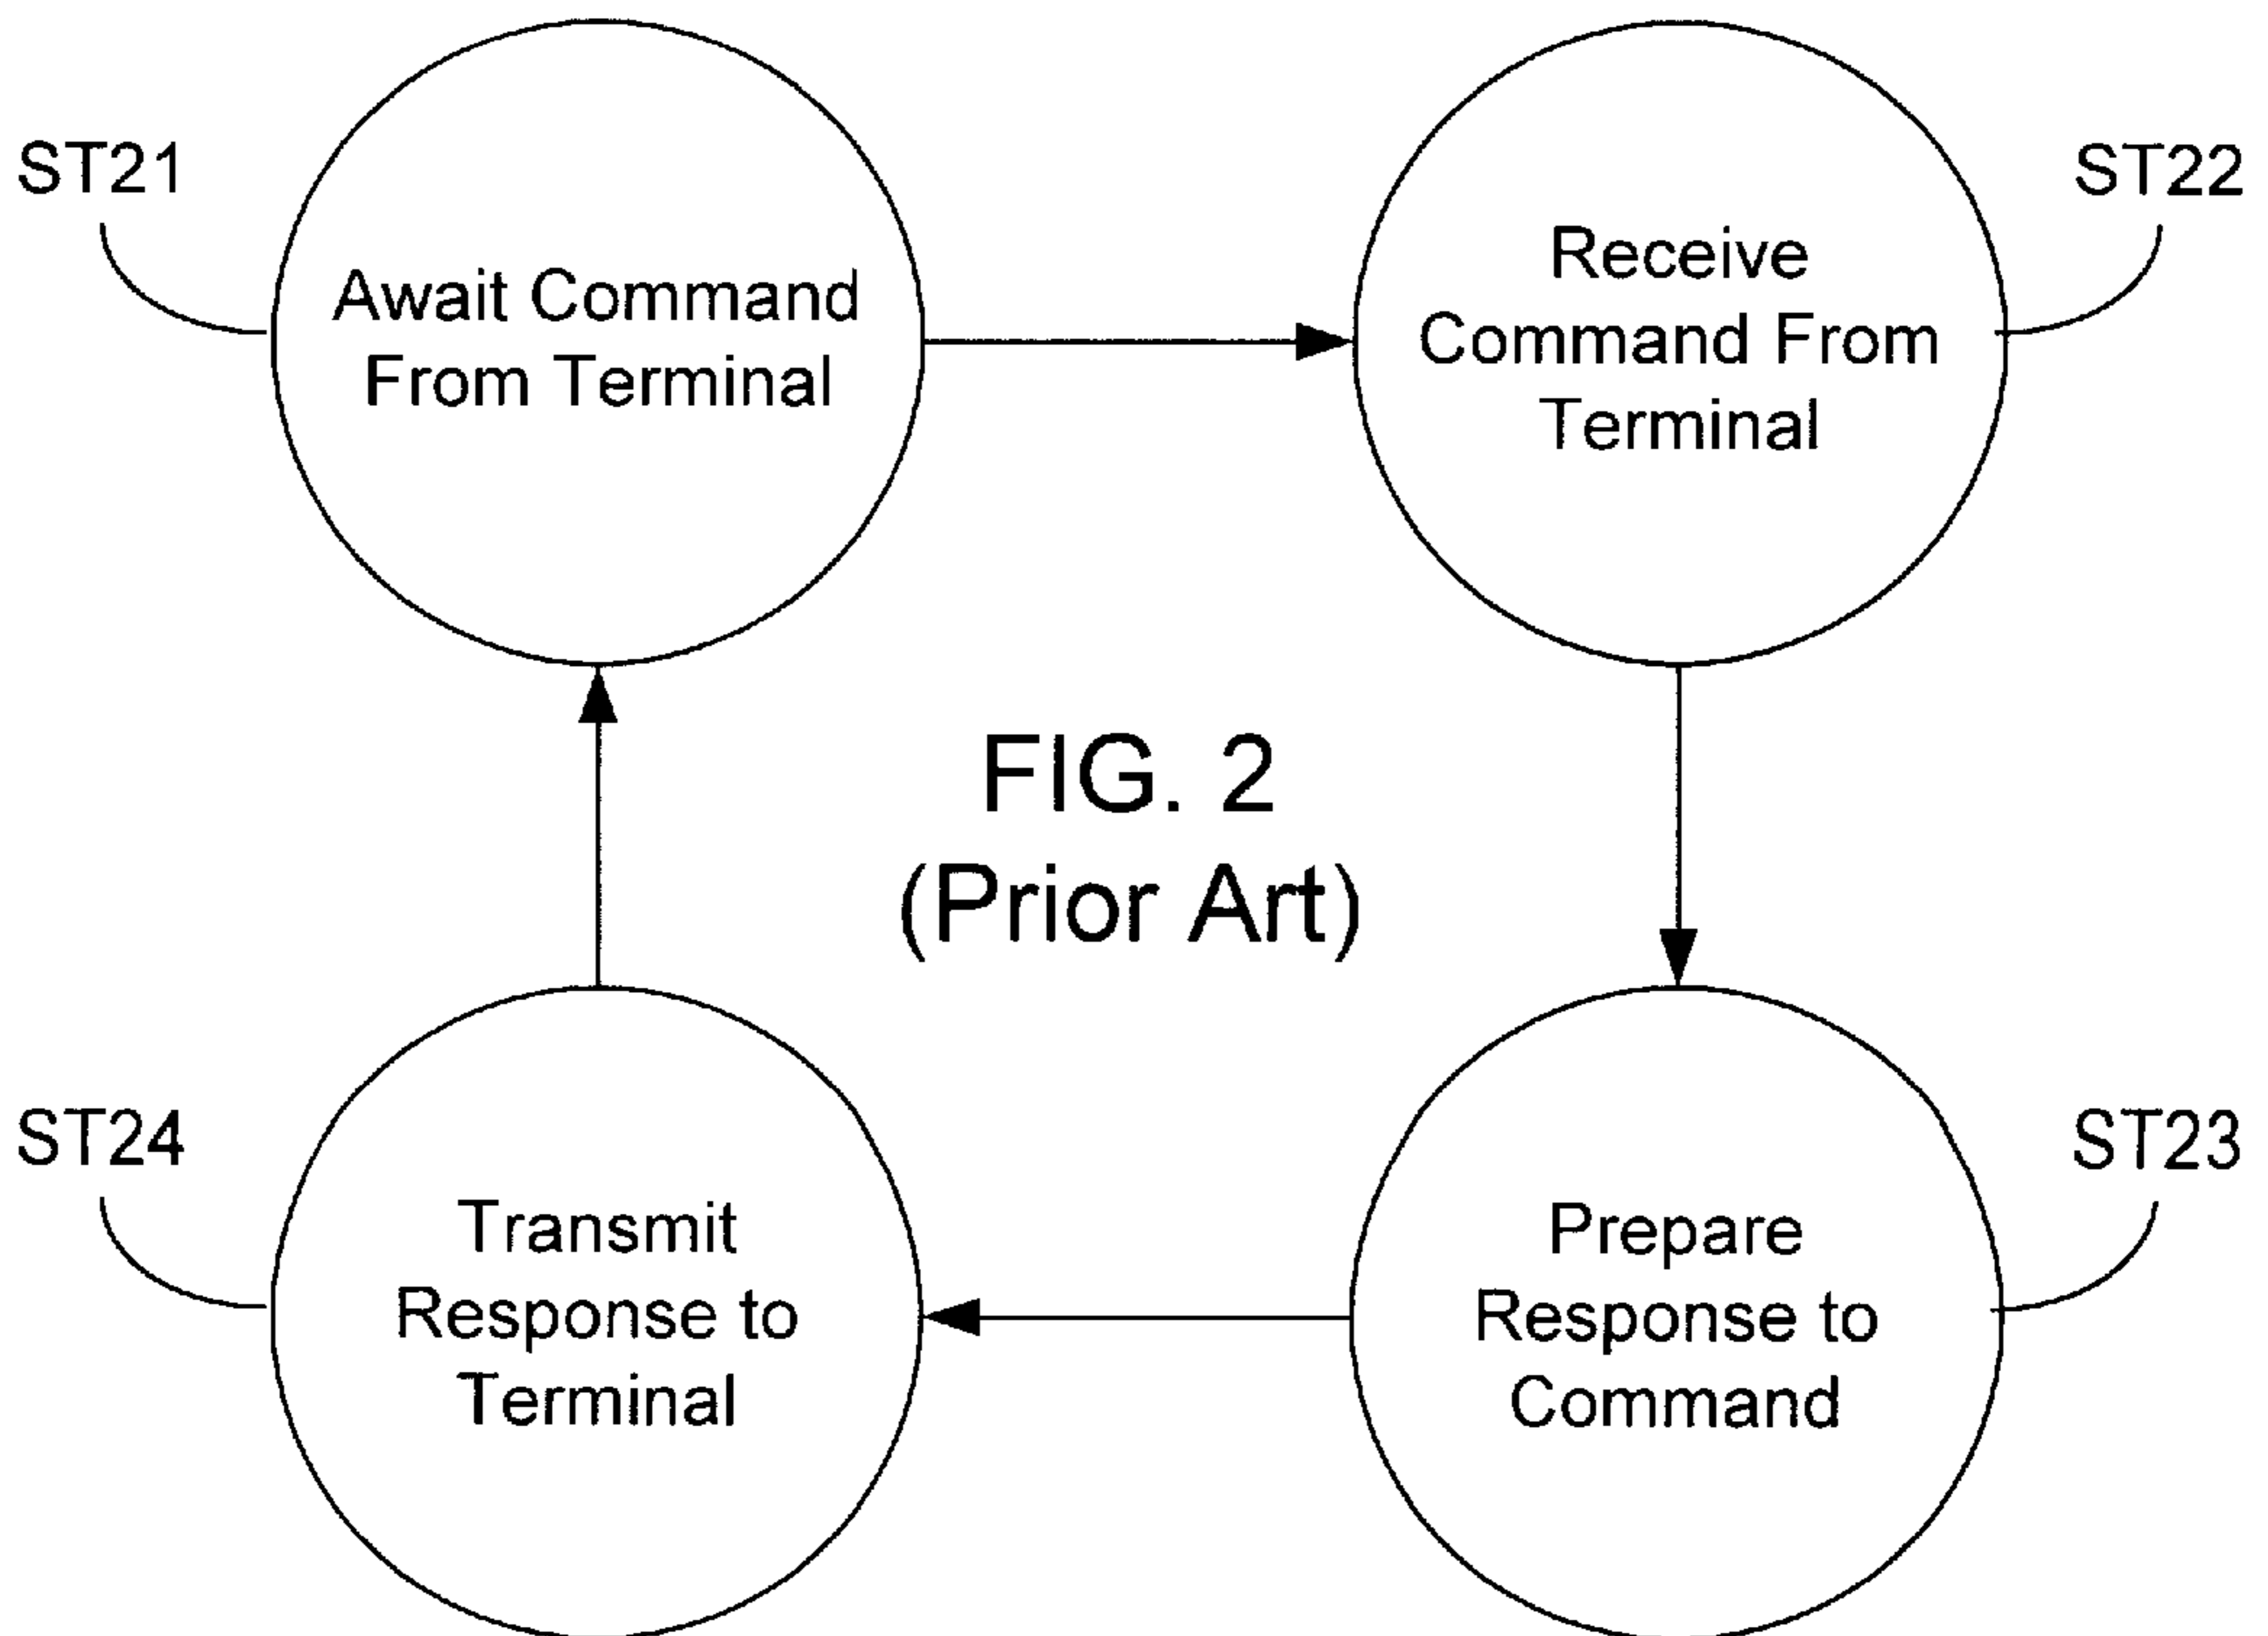 ST21
Await Command
From Terminal
ST22
Receive
Command From
Terminal
FIG. 2
(Prior Art)
ST24
Transmit
Response to
Terminal
ST23
Prepare
Response to
Command